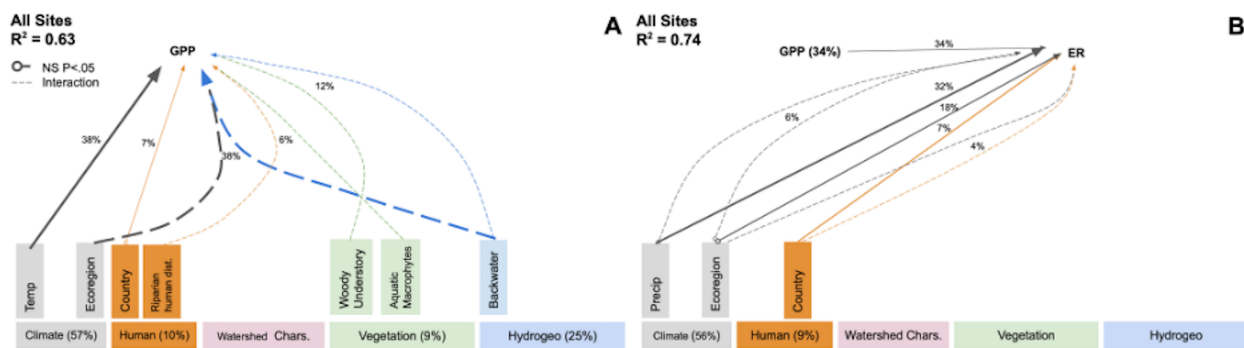 All Sites
R² = 0.63
GPP
A
NS P<.05
Interaction
12%
38%
7%
6%
38%
Temp
Ecoregion
Country
Riparian
human dist.
Woody
Understory
Aquatic
Macrophytes
Backwater
Climate (57%)
Human (10%)
Watershed Chars.
Vegetation (9%)
Hydrogeo (25%)
All Sites
R² = 0.74
B
GPP (34%)
34%
ER
32%
18%
6%
7%
4%
Precip
Ecoregion
Country
Climate (56%)
Human (9%)
Watershed Chars.
Vegetation
Hydrogeo